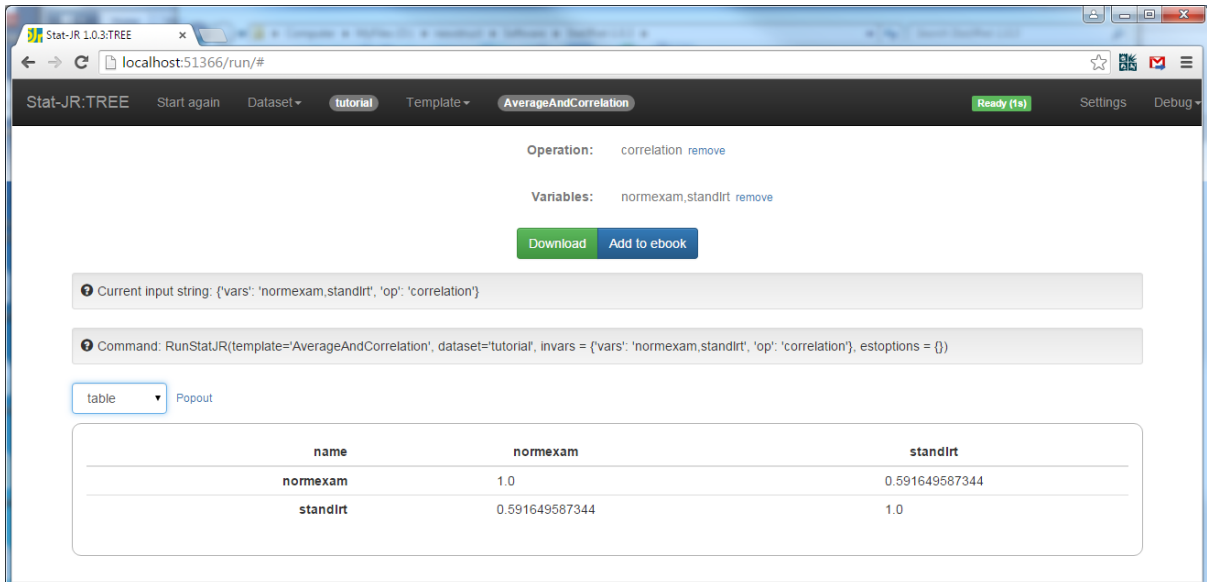 Stat-JR 1.0.3:TREE
localhost:51366/run/#
Stat-JR:TREE Start again Dataset tutorial Template AverageAndCorrelation Ready (1s) Settings Debug
Operation: correlation remove
Variables: normexam,standlrt remove
Download Add to ebook
Current input string: {'vars': 'normexam,standlrt', 'op': 'correlation'}
Command: RunStatJR(template='AverageAndCorrelation', dataset='tutorial', invars = {'vars': 'normexam,standlrt', 'op': 'correlation'}, estoptions = {})
table Popout
name normexam standlrt
normexam 1.0 0.591649587344
standlrt 0.591649587344 1.0